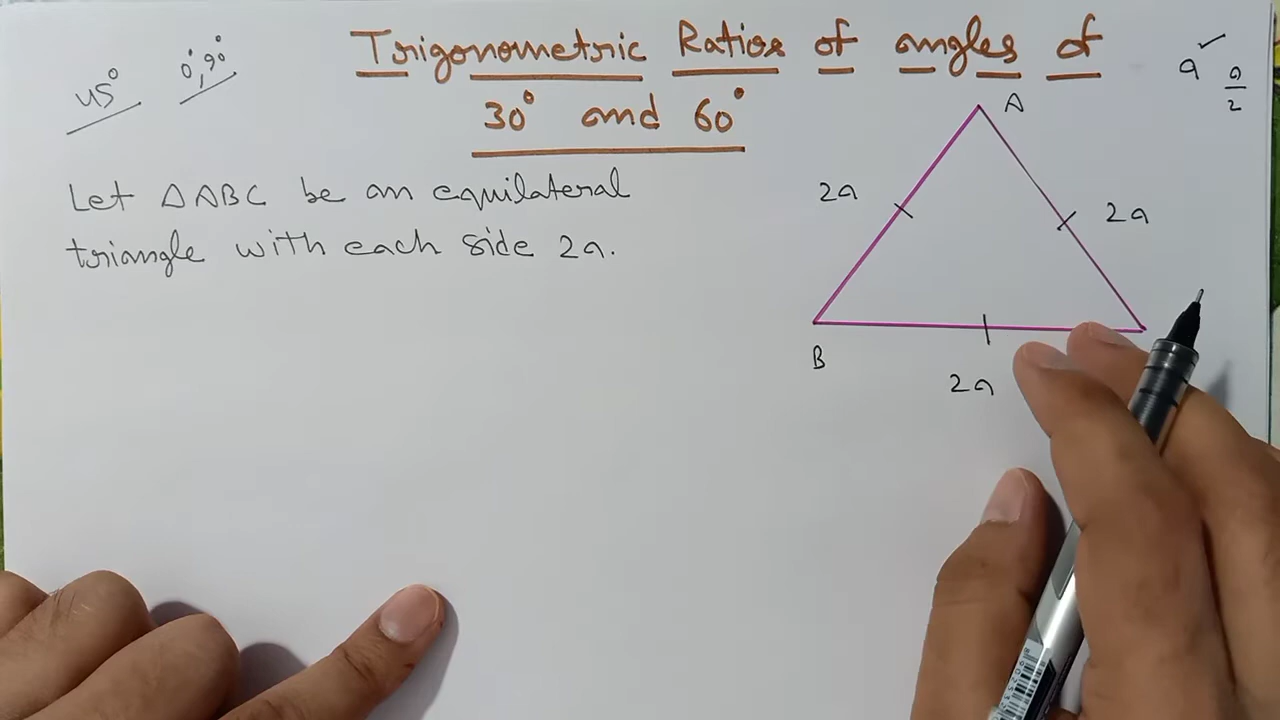 45° 0°, 90°
Trigonometric Ratios of angles of
30° and 60°
a ✓ a/2
Let ΔABC be an equilateral
triangle with each side 2a.
A
2a 2a
B
2a